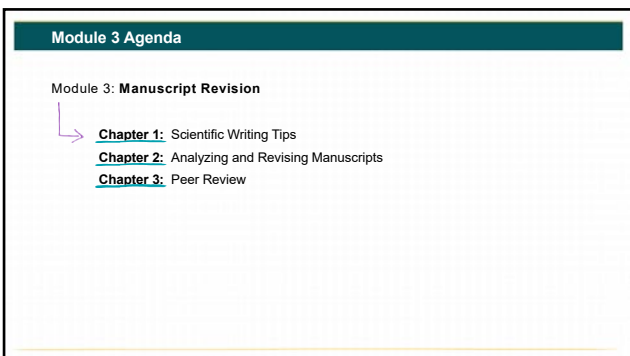 Module 3 Agenda
Module 3: Manuscript Revision
Chapter 1: Scientific Writing Tips
Chapter 2: Analyzing and Revising Manuscripts
Chapter 3: Peer Review